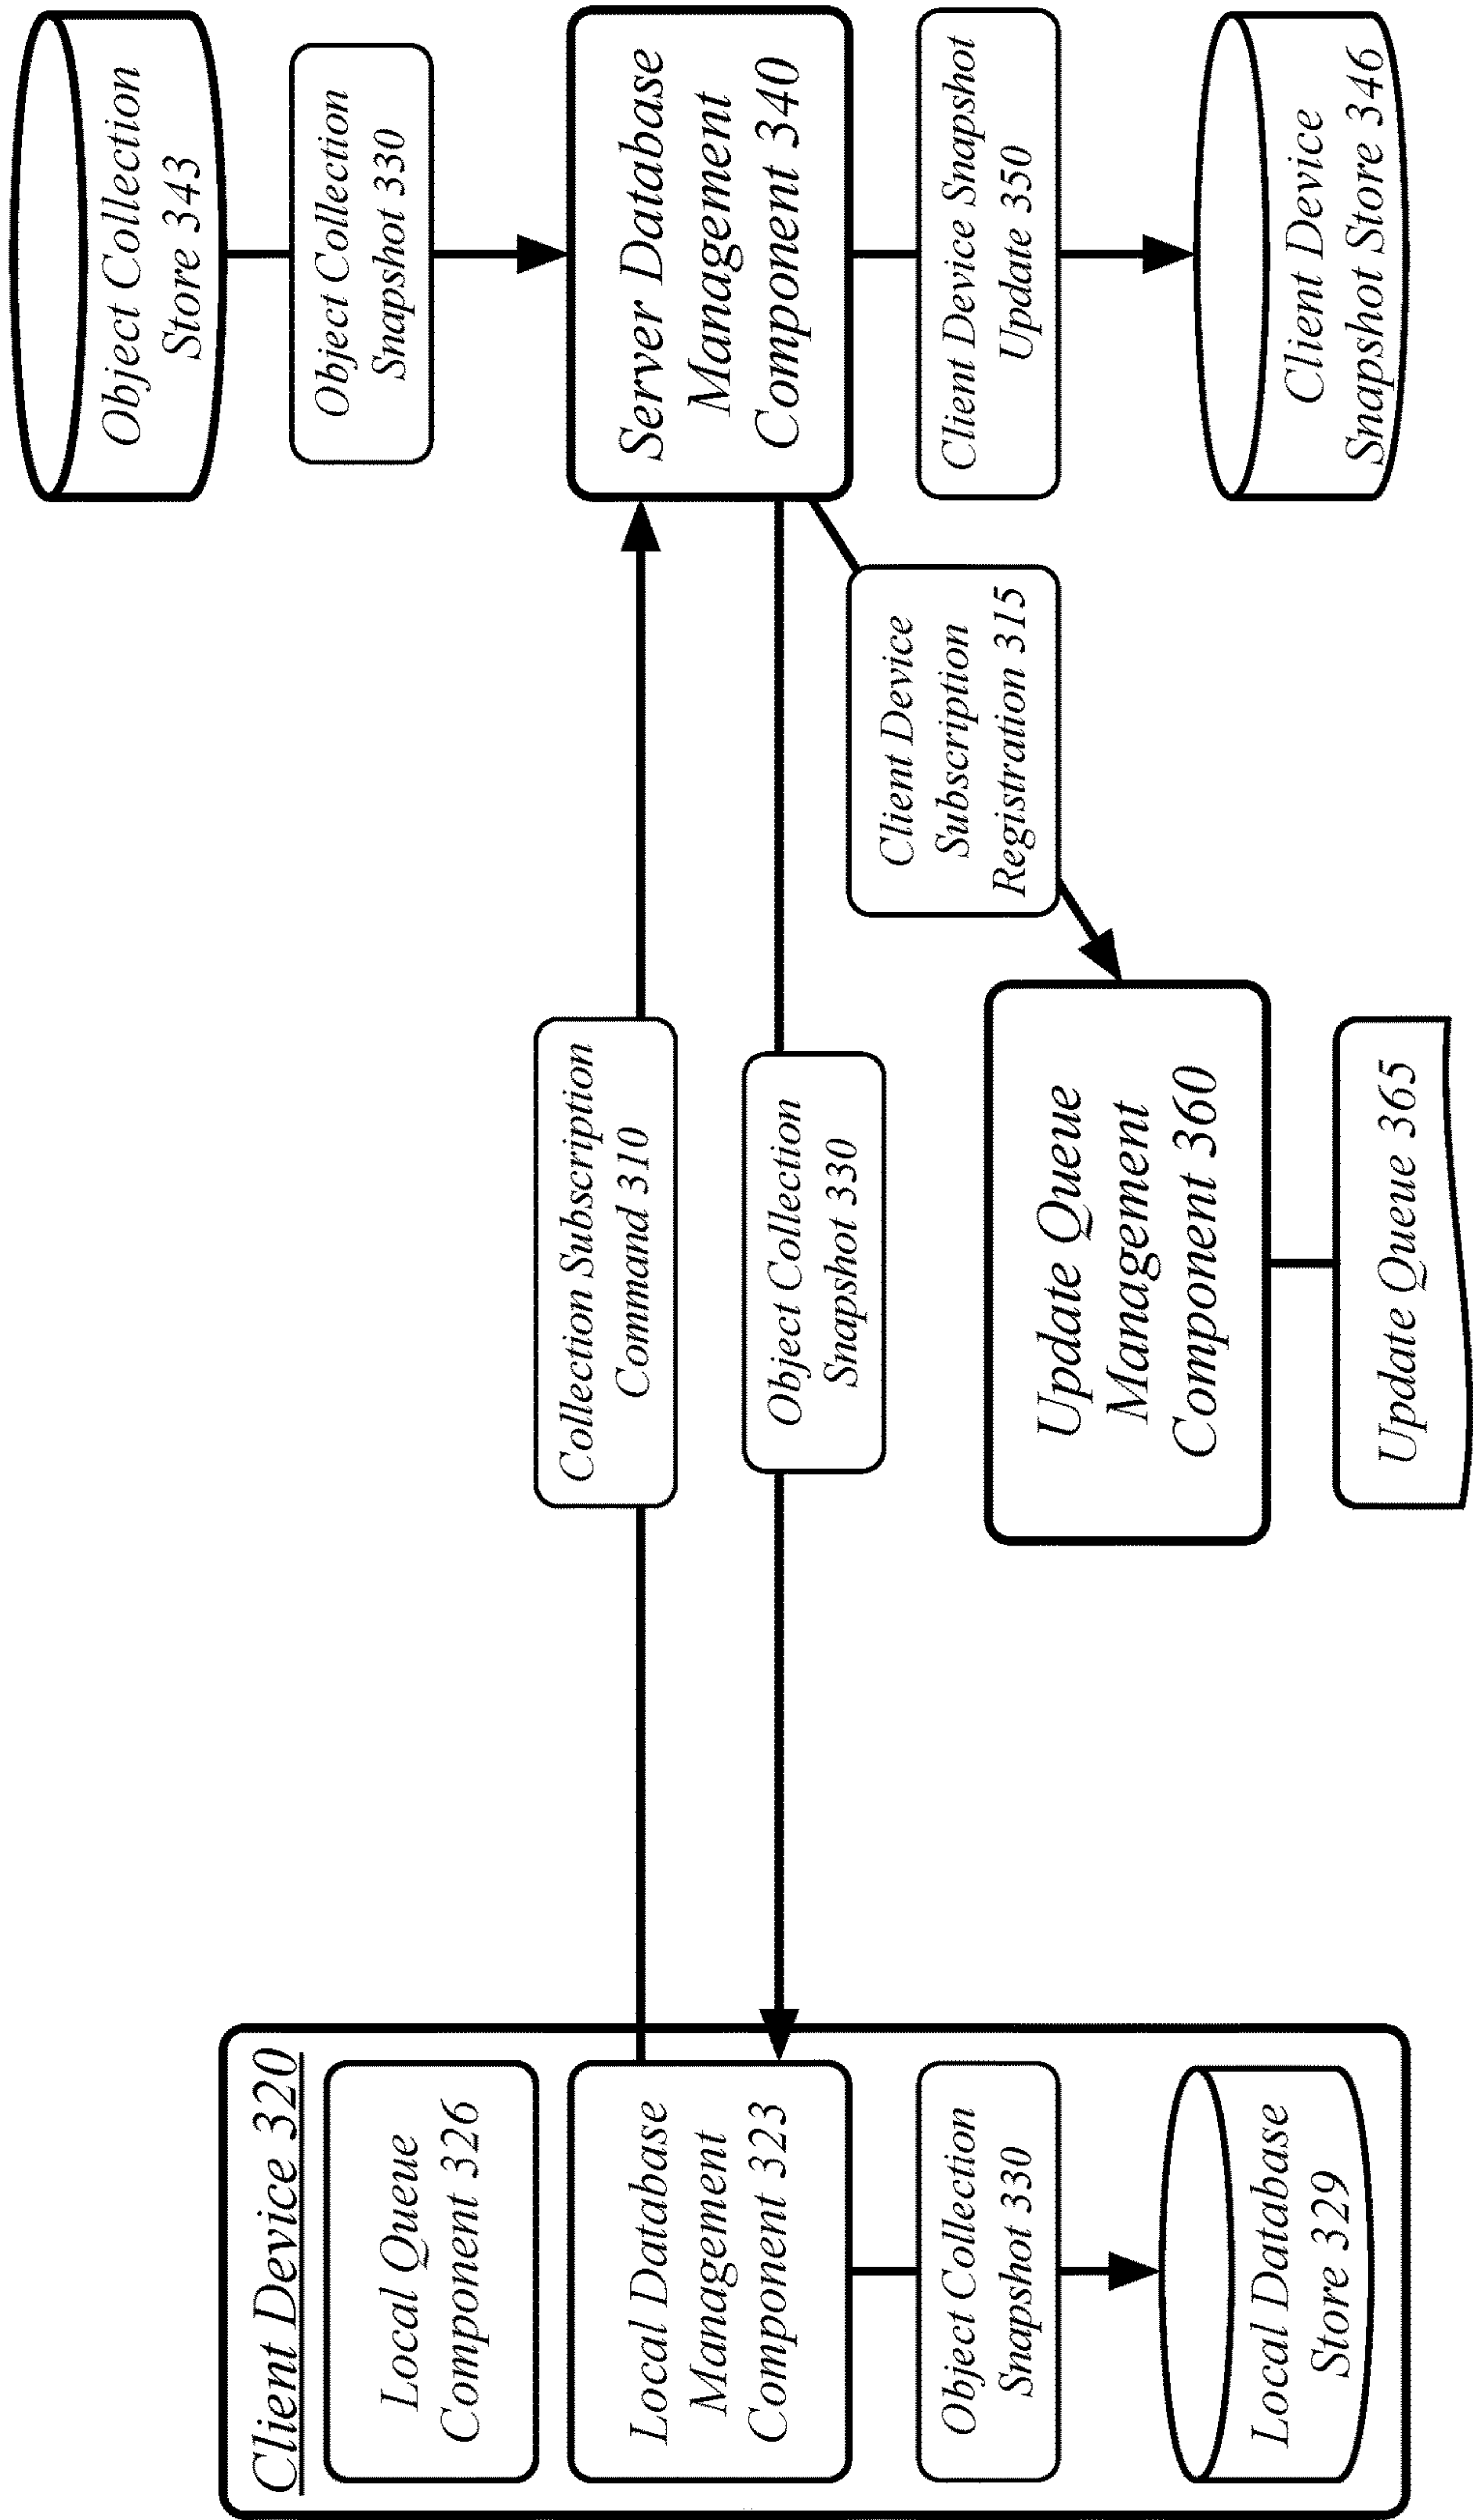 Client Device 320
Local Queue
Component 326
Local Database
Management
Component 323
Object Collection
Snapshot 330
Local Database
Store 329
Collection Subscription
Command 310
Object Collection
Snapshot 330
Update Queue
Management
Component 360
Update Queue 365
Client Device
Subscription
Registration 315
Object Collection
Store 343
Object Collection
Snapshot 330
Server Database
Management
Component 340
Client Device Snapshot
Update 350
Client Device
Snapshot Store 346